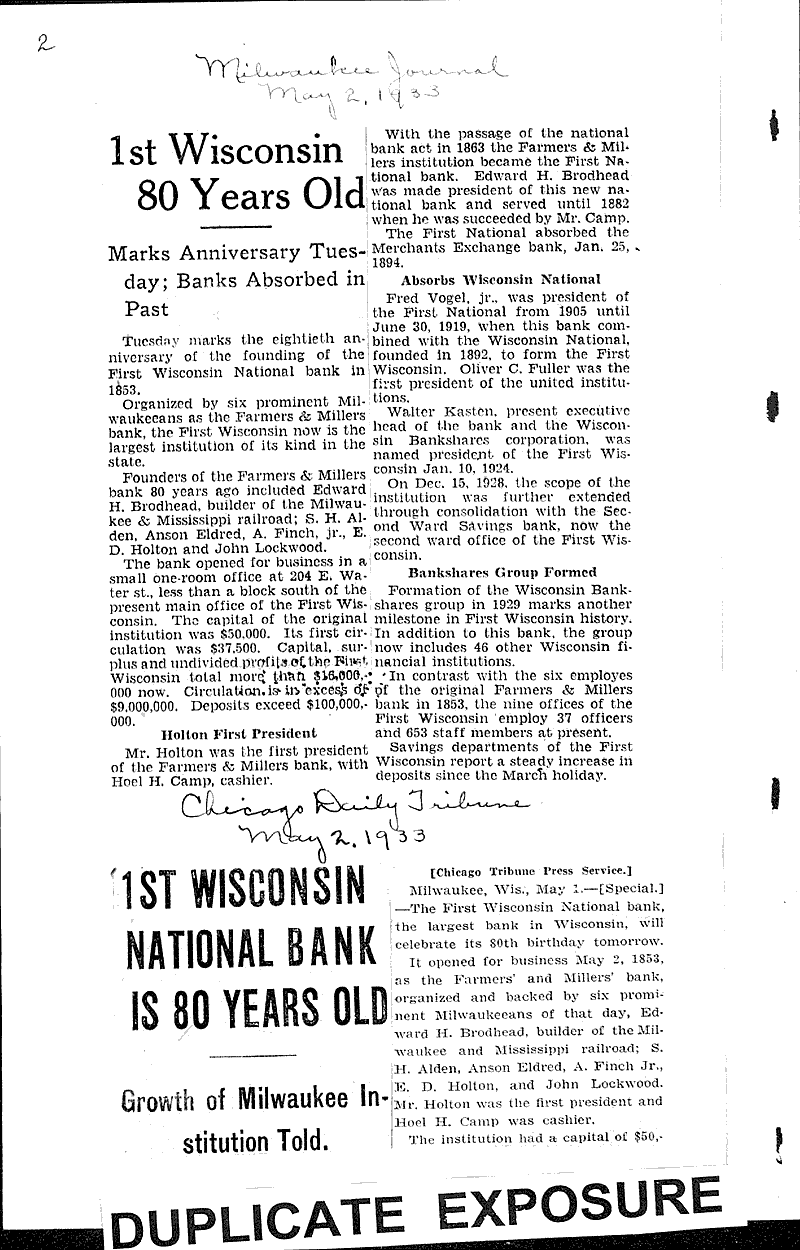 2
Milwaukee Journal
May 2, 1933
1st Wisconsin
80 Years Old
Marks Anniversary Tues-
day; Banks Absorbed in
Past
Tuesday marks the eightieth an-
niversary of the founding of the
First Wisconsin National bank in
1853.
Organized by six prominent Mil-
waukeeans as the Farmers & Millers
bank, the First Wisconsin now is the
largest institution of its kind in the
state.
Founders of the Farmers & Millers
bank 80 years ago included Edward
H. Brodhead, builder of the Milwau-
kee & Mississippi railroad; S. H. Al-
den, Anson Eldred, A. Finch, jr., E.
D. Holton and John Lockwood.
The bank opened for business in a
small one-room office at 204 E. Wa-
ter st., less than a block south of the
present main office of the First Wis-
consin. The capital of the original
institution was $50,000. Its first cir-
culation was $37,500. Capital, sur-
plus and undivided profits of the First
Wisconsin total more than $16,000,-
000 now. Circulation is in excess of
$9,000,000. Deposits exceed $100,000,-
000.
Holton First President
Mr. Holton was the first president
of the Farmers & Millers bank, with
Hoel H. Camp, cashier.
With the passage of the national
bank act in 1863 the Farmers & Mil-
lers institution became the First Na-
tional bank. Edward H. Brodhead
was made president of this new na-
tional bank and served until 1882
when he was succeeded by Mr. Camp.
The First National absorbed the
Merchants Exchange bank, Jan. 25,
1894.
Absorbs Wisconsin National
Fred Vogel, jr., was president of
the First National from 1905 until
June 30, 1919, when this bank com-
bined with the Wisconsin National,
founded in 1892, to form the First
Wisconsin. Oliver C. Fuller was the
first president of the united institu-
tions.
Walter Kasten, present executive
head of the bank and the Wiscon-
sin Bankshares corporation, was
named president of the First Wis-
consin Jan. 10, 1924.
On Dec. 15, 1928, the scope of the
institution was further extended
through consolidation with the Sec-
ond Ward Savings bank, now the
second ward office of the First Wis-
consin.
Bankshares Group Formed
Formation of the Wisconsin Bank-
shares group in 1929 marks another
milestone in First Wisconsin history.
In addition to this bank, the group
now includes 46 other Wisconsin fi-
nancial institutions.
In contrast with the six employes
of the original Farmers & Millers
bank in 1853, the nine offices of the
First Wisconsin employ 37 officers
and 653 staff members at present.
Savings departments of the First
Wisconsin report a steady increase in
deposits since the March holiday.
Chicago Daily Tribune
May 2, 1933
1ST WISCONSIN
NATIONAL BANK
IS 80 YEARS OLD
Growth of Milwaukee In-
stitution Told.
[Chicago Tribune Press Service.]
Milwaukee, Wis., May 1.—[Special.]
—The First Wisconsin National bank,
the largest bank in Wisconsin, will
celebrate its 80th birthday tomorrow.
It opened for business May 2, 1853,
as the Farmers' and Millers' bank,
organized and backed by six promi-
nent Milwaukeeans of that day, Ed-
ward H. Brodhead, builder of the Mil-
waukee and Mississippi railroad; S.
H. Alden, Anson Eldred, A. Finch Jr.,
E. D. Holton, and John Lockwood.
Mr. Holton was the first president and
Hoel H. Camp was cashier.
The institution had a capital of $50,-
DUPLICATE EXPOSURE